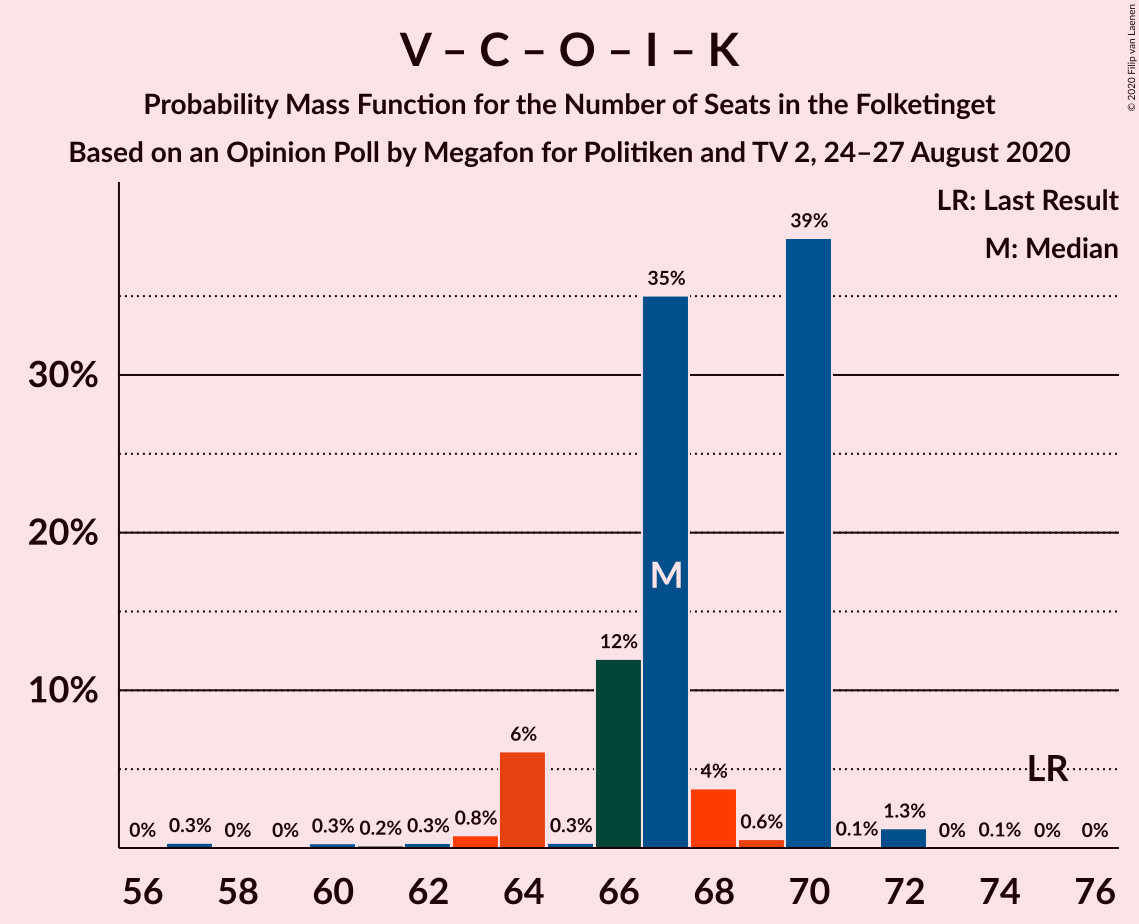 V – C – O – I – K
Probability Mass Function for the Number of Seats in the Folketinget
Based on an Opinion Poll by Megafon for Politiken and TV 2, 24–27 August 2020
© 2020 Filip van Laenen
LR: Last Result
M: Median
39%
35%
30%
20%
M
12%
10%
6%
4%
LR
0% 0.3% 0% 0% 0.3% 0.2% 0.3% 0.8% 0.3% 0.6% 0.1% 1.3% 0% 0.1% 0% 0%
56 58 60 62 64 66 68 70 72 74 76